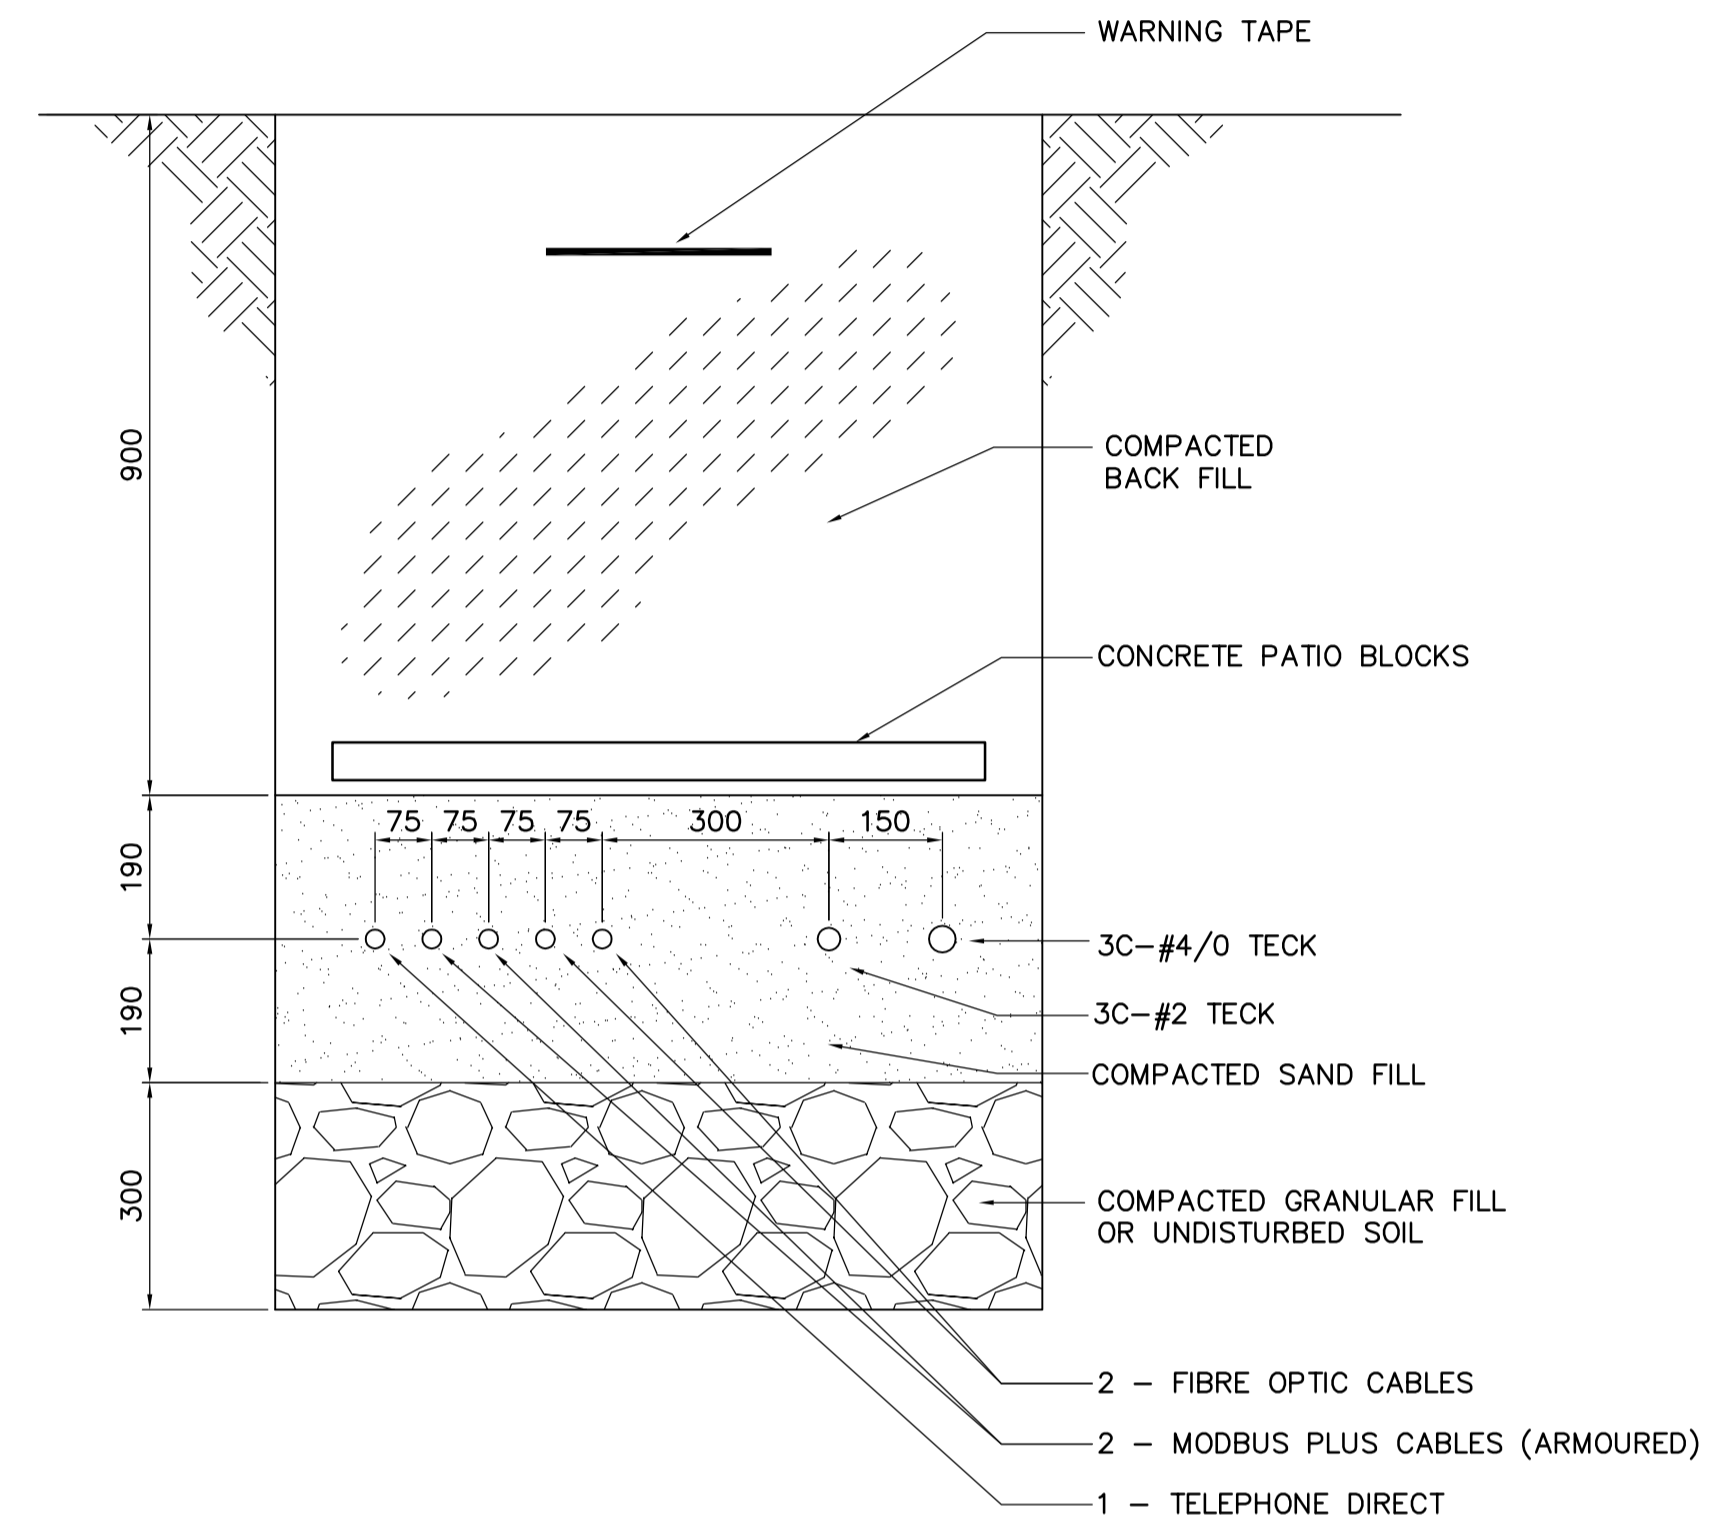 WARNING TAPE
900
COMPACTED
BACK FILL
CONCRETE PATIO BLOCKS
75 75 75 75 300 150
190
3C-#4/0 TECK
190
3C-#2 TECK
COMPACTED SAND FILL
300
COMPACTED GRANULAR FILL
OR UNDISTURBED SOIL
2 - FIBRE OPTIC CABLES
2 - MODBUS PLUS CABLES (ARMOURED)
1 - TELEPHONE DIRECT